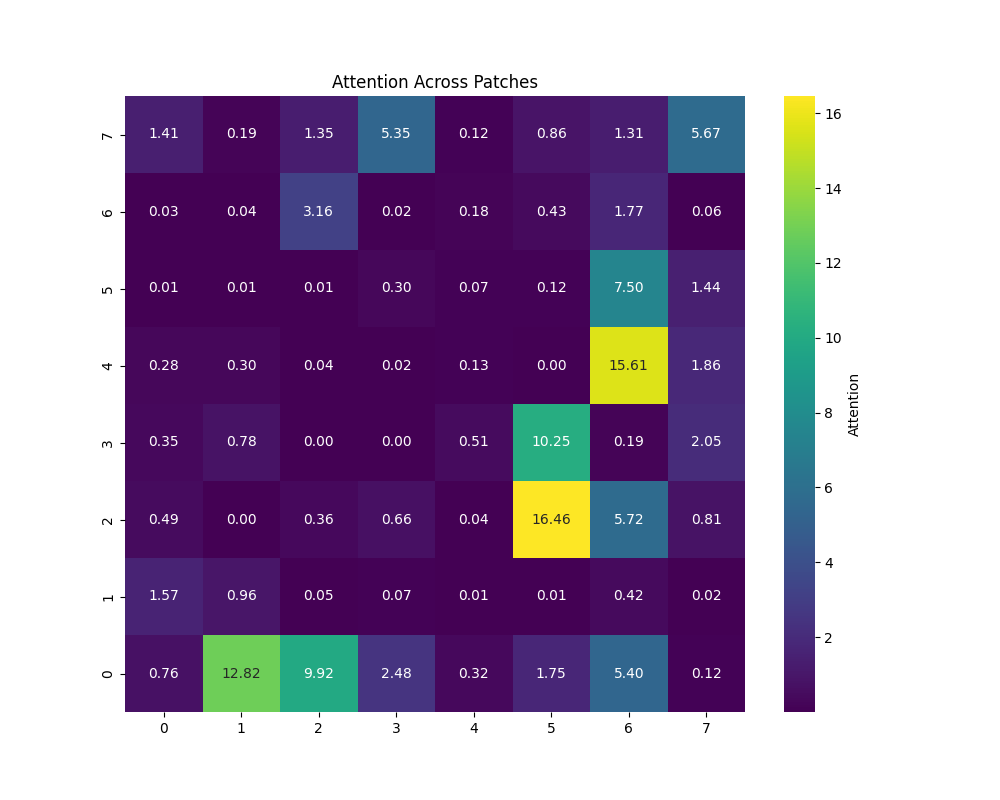 Attention Across Patches
7 1.41 0.19 1.35 5.35 0.12 0.86 1.31 5.67
6 0.03 0.04 3.16 0.02 0.18 0.43 1.77 0.06
5 0.01 0.01 0.01 0.30 0.07 0.12 7.50 1.44
4 0.28 0.30 0.04 0.02 0.13 0.00 15.61 1.86
3 0.35 0.78 0.00 0.00 0.51 10.25 0.19 2.05
2 0.49 0.00 0.36 0.66 0.04 16.46 5.72 0.81
1 1.57 0.96 0.05 0.07 0.01 0.01 0.42 0.02
0 0.76 12.82 9.92 2.48 0.32 1.75 5.40 0.12
0 1 2 3 4 5 6 7
16
14
12
10
8
6
4
2
Attention